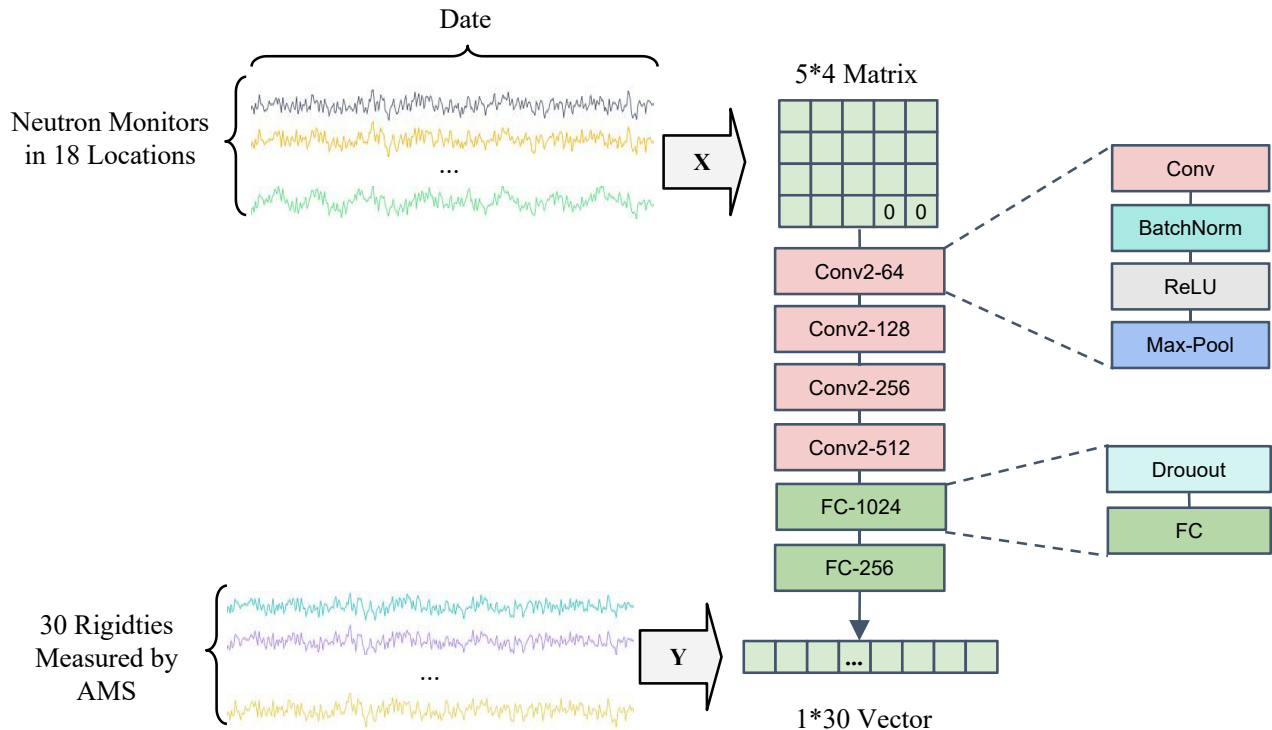 Date
Neutron Monitors
in 18 Locations
...
X
5*4 Matrix
0 0
Conv2-64
Conv2-128
Conv2-256
Conv2-512
FC-1024
FC-256
Conv
BatchNorm
ReLU
Max-Pool
Drouout
FC
30 Rigidties
Measured by
AMS
...
Y
...
1*30 Vector